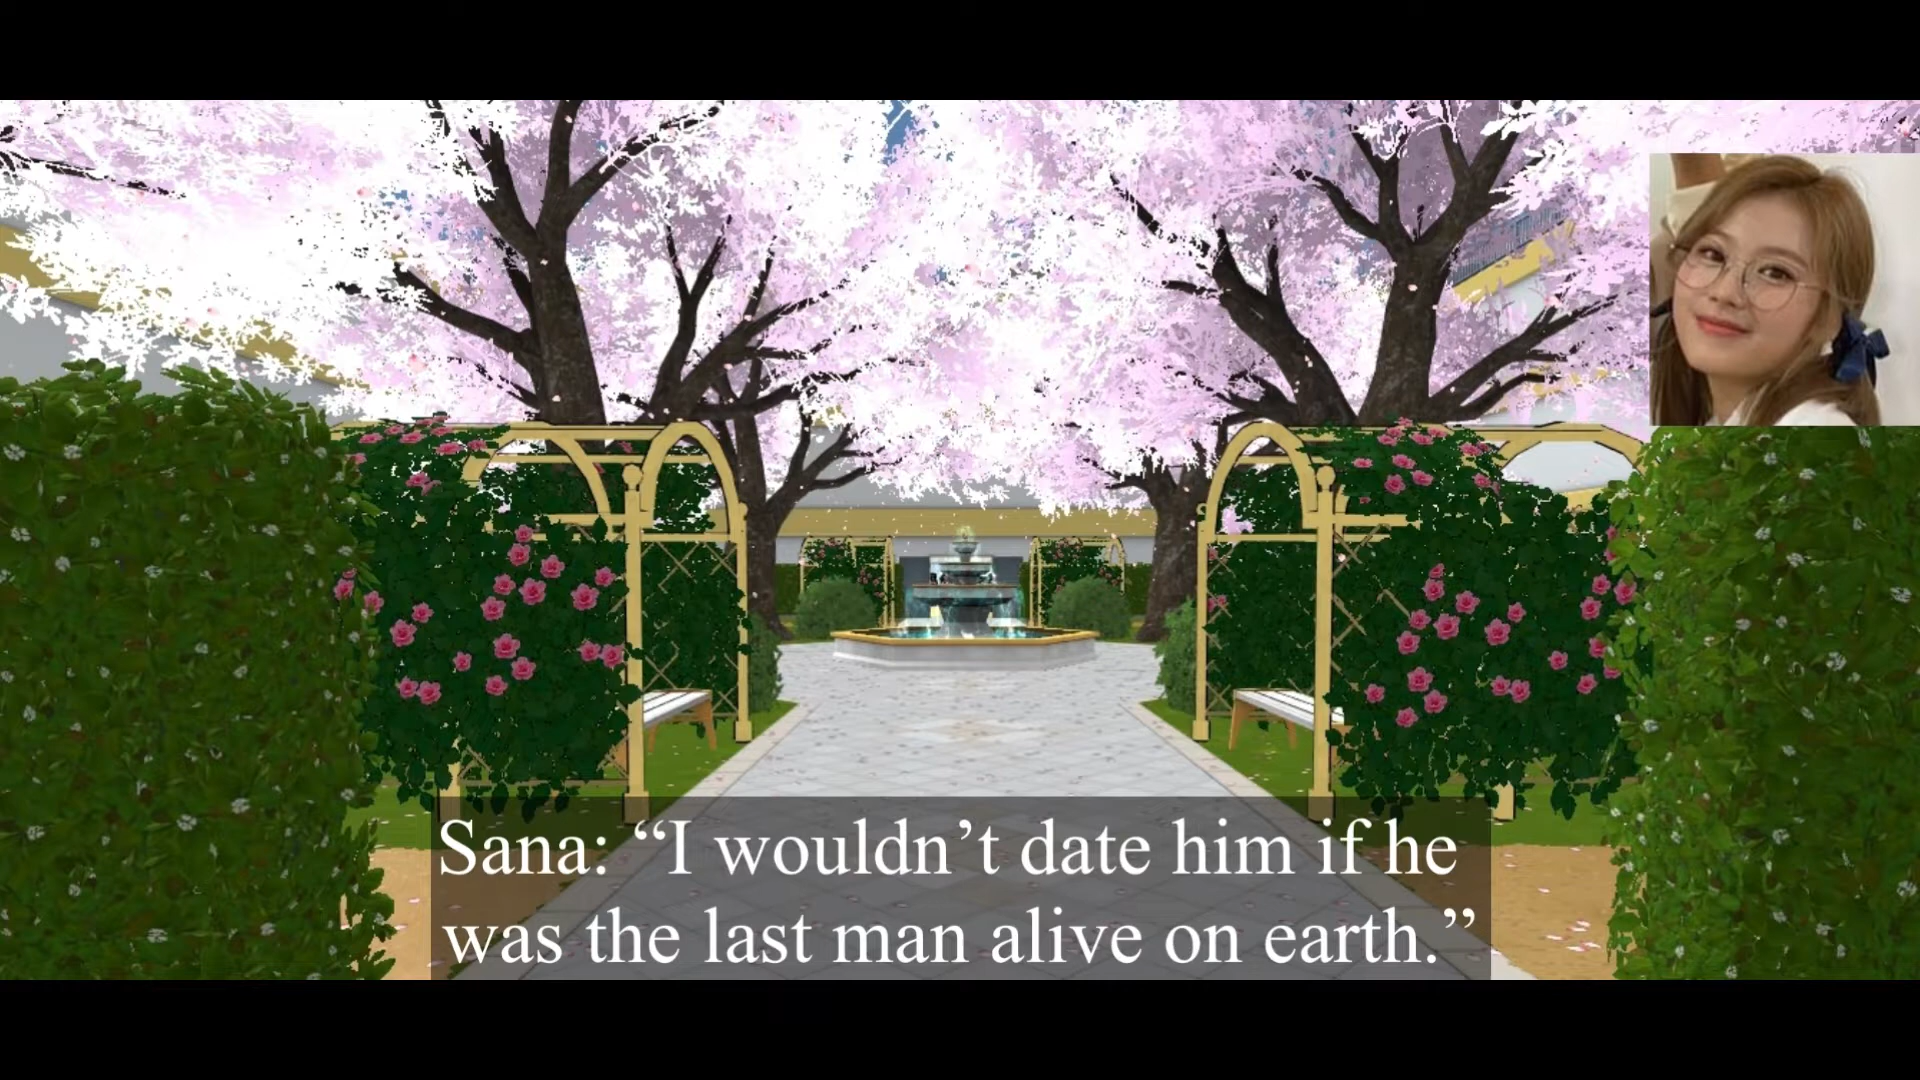 Sana: “I wouldn’t date him if he
was the last man alive on earth.”